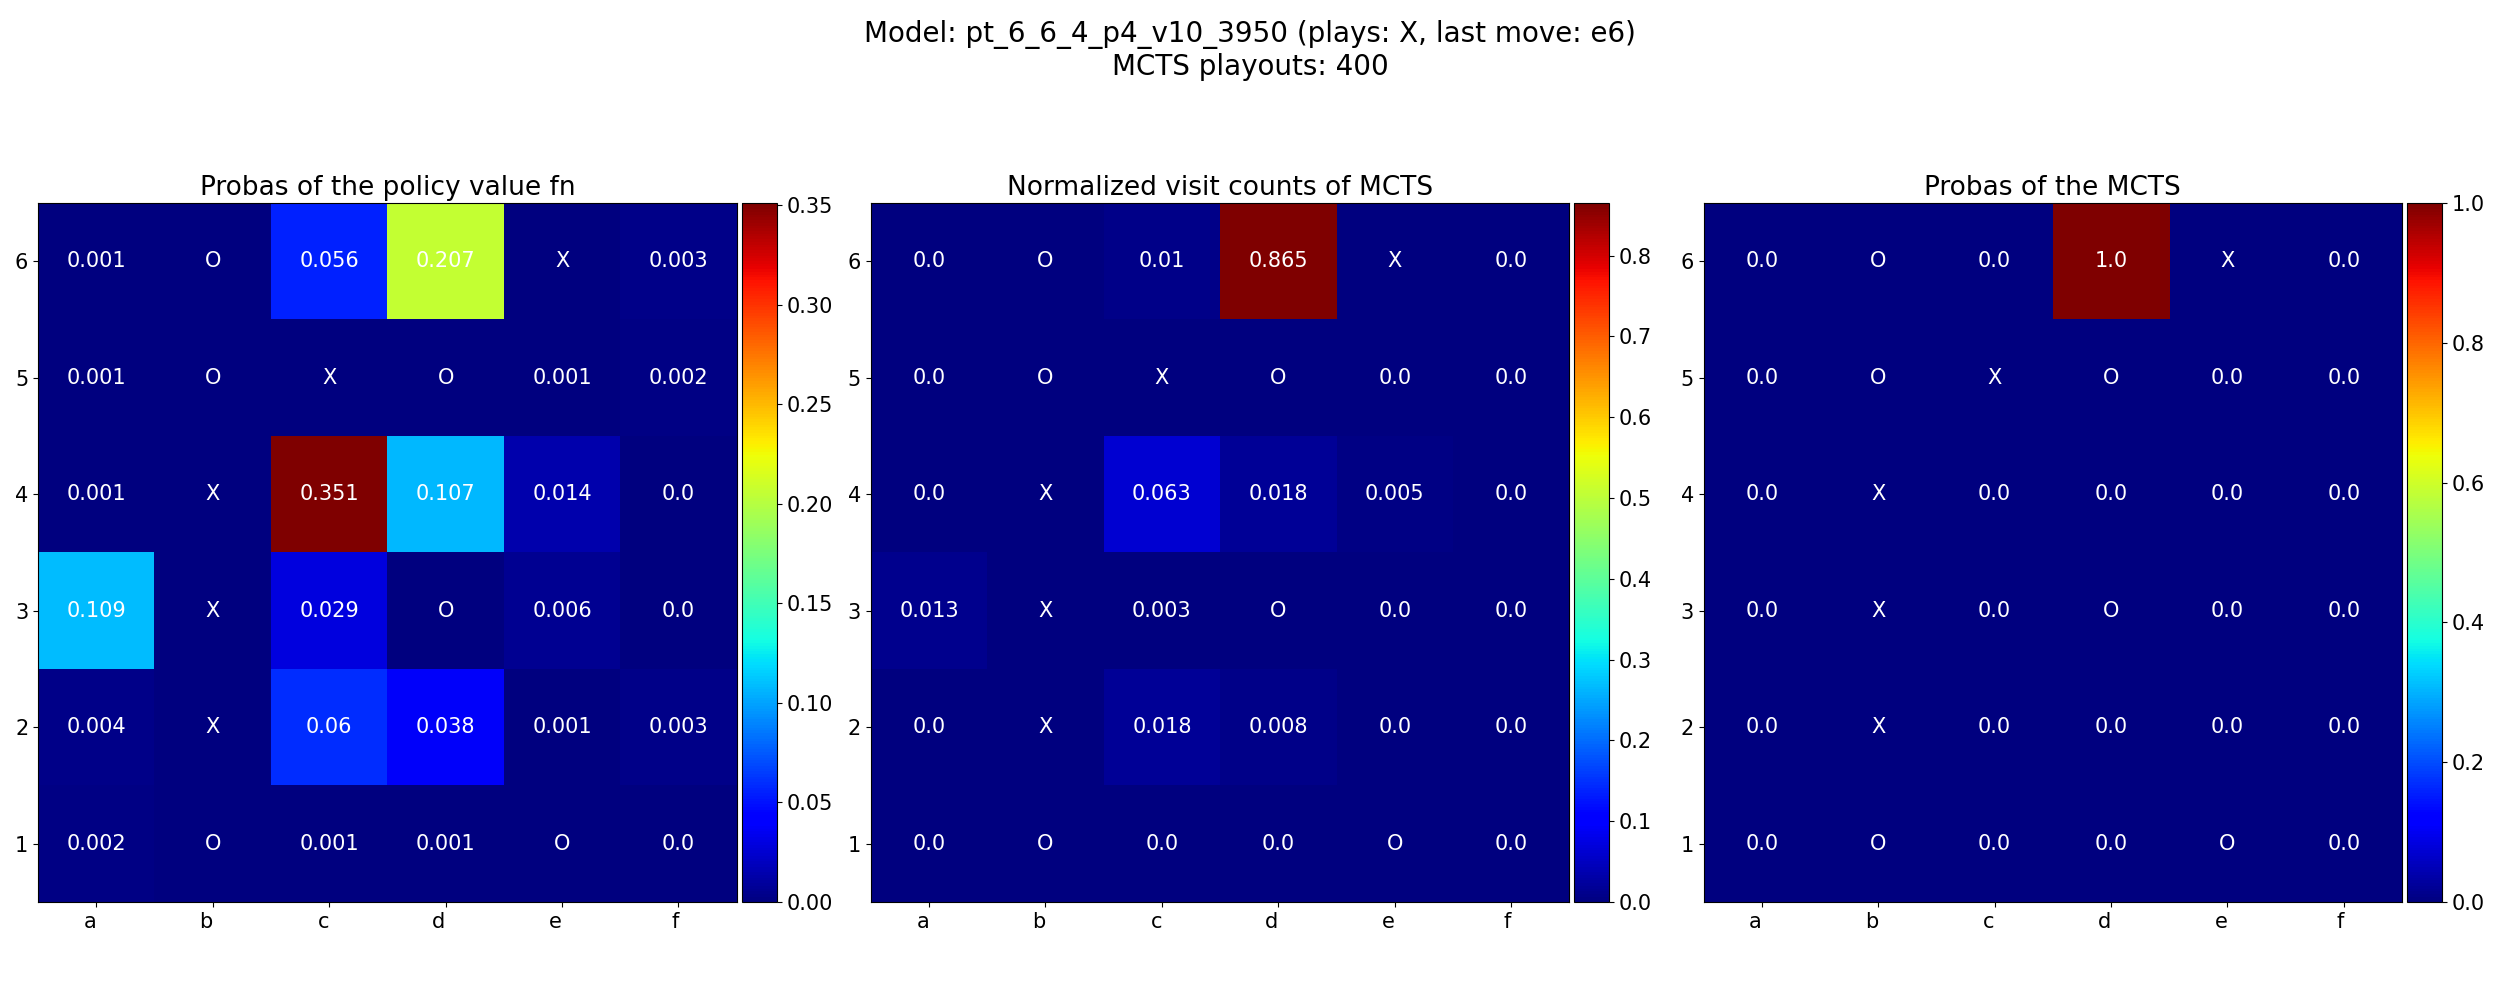 Model: pt_6_6_4_p4_v10_3950 (plays: X, last move: e6)
MCTS playouts: 400
Probas of the policy value fn
6 0.001 O 0.056 0.207 X 0.003
5 0.001 O X O 0.001 0.002
4 0.001 X 0.351 0.107 0.014 0.0
3 0.109 X 0.029 O 0.006 0.0
2 0.004 X 0.06 0.038 0.001 0.003
1 0.002 O 0.001 0.001 O 0.0
a b c d e f
0.35
0.30
0.25
0.20
0.15
0.10
0.05
0.00
Normalized visit counts of MCTS
6 0.0 O 0.01 0.865 X 0.0
5 0.0 O X O 0.0 0.0
4 0.0 X 0.063 0.018 0.005 0.0
3 0.013 X 0.003 O 0.0 0.0
2 0.0 X 0.018 0.008 0.0 0.0
1 0.0 O 0.0 0.0 O 0.0
a b c d e f
0.8
0.7
0.6
0.5
0.4
0.3
0.2
0.1
0.0
Probas of the MCTS
6 0.0 O 0.0 1.0 X 0.0
5 0.0 O X O 0.0 0.0
4 0.0 X 0.0 0.0 0.0 0.0
3 0.0 X 0.0 O 0.0 0.0
2 0.0 X 0.0 0.0 0.0 0.0
1 0.0 O 0.0 0.0 O 0.0
a b c d e f
1.0
0.8
0.6
0.4
0.2
0.0